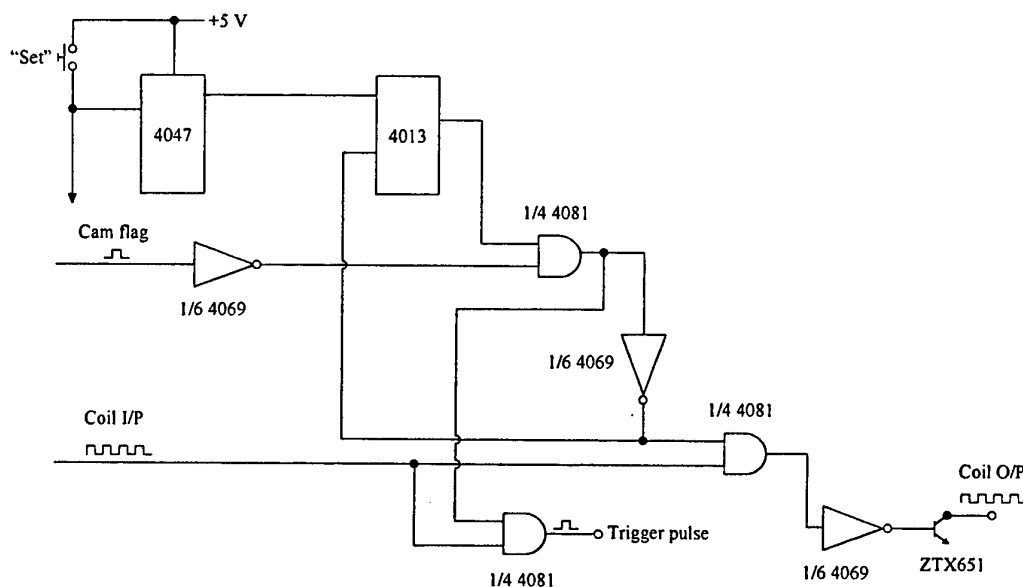 +5 V
“Set”
4047
4013
1/4 4081
Cam flag
1/6 4069
1/6 4069
1/4 4081
Coil I/P
Coil O/P
Trigger pulse
ZTX651
1/4 4081
1/6 4069